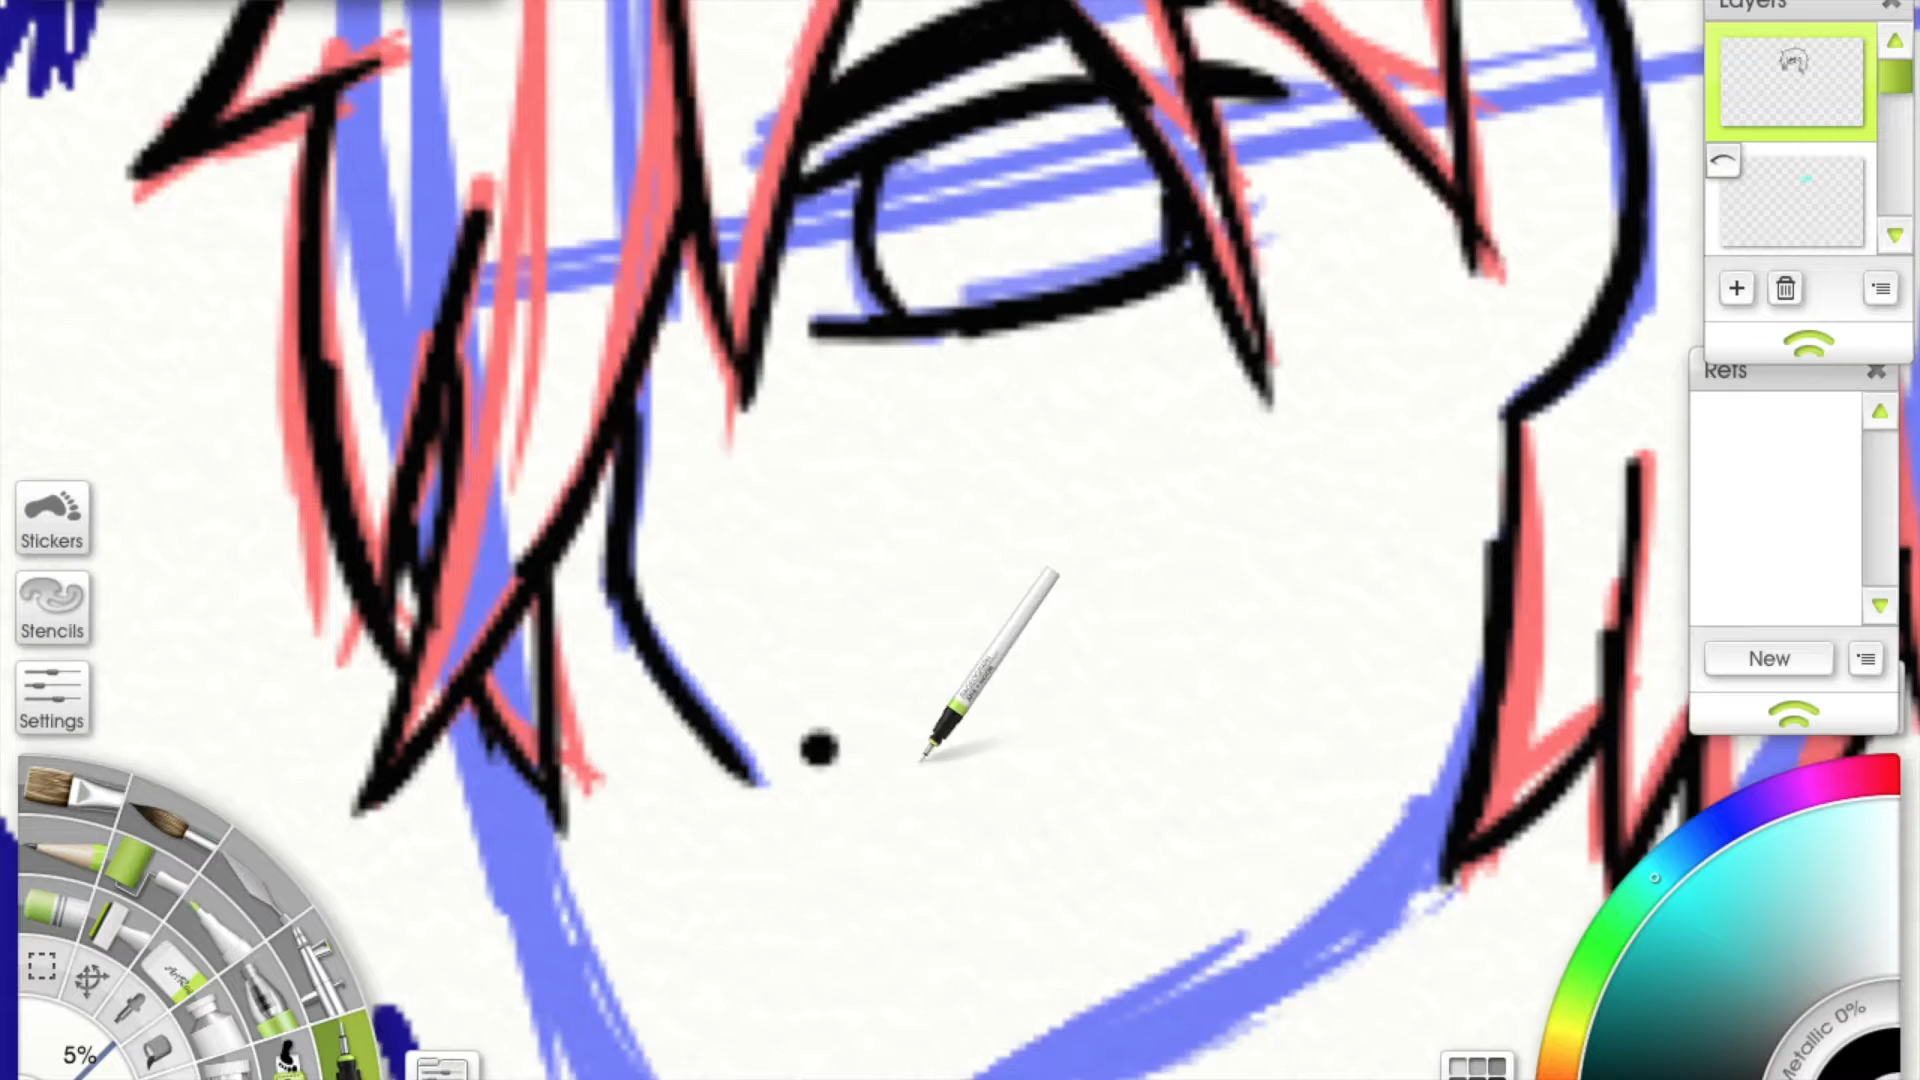 Layers
Refs
Stickers
Stencils
New
Settings
5%
Metallic 0%